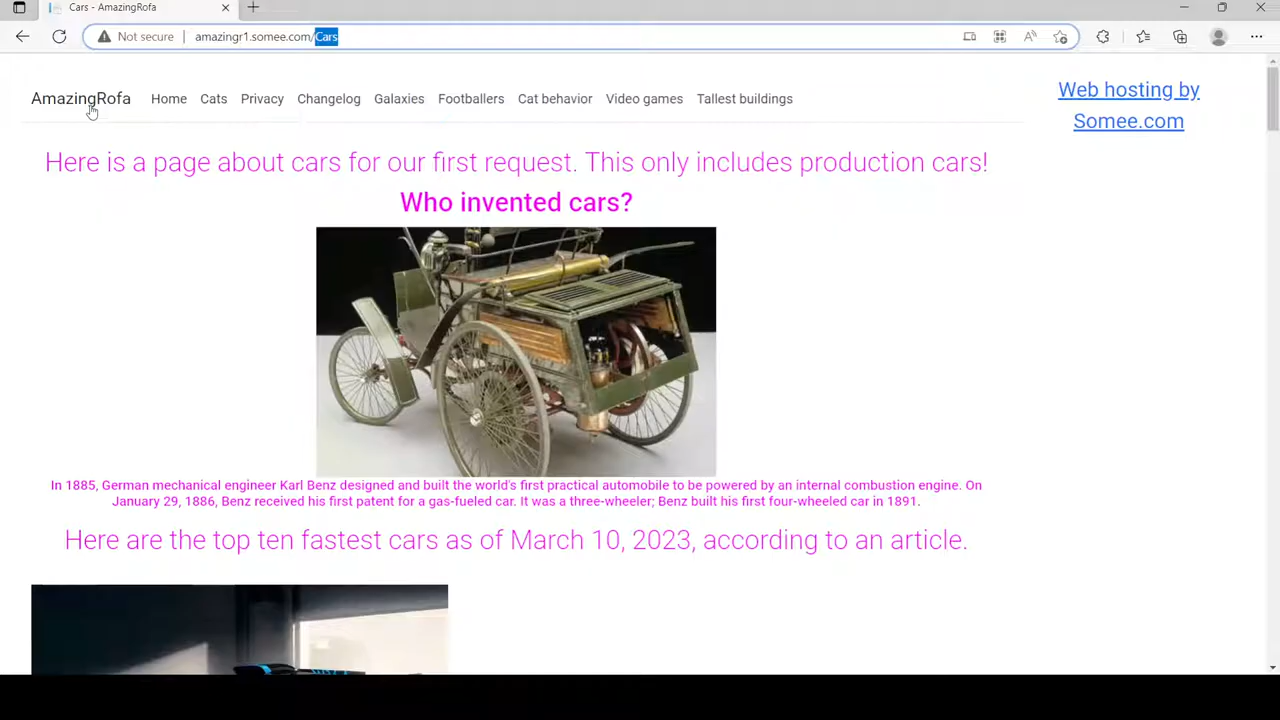 Cars - AmazingRofa
Not secure | amazingr1.somee.com/Cars
AmazingRofa Home Cats Privacy Changelog Galaxies Footballers Cat behavior Video games Tallest buildings
Web hosting by
Somee.com
Here is a page about cars for our first request. This only includes production cars!
Who invented cars?
In 1885, German mechanical engineer Karl Benz designed and built the world's first practical automobile to be powered by an internal combustion engine. On
January 29, 1886, Benz received his first patent for a gas-fueled car. It was a three-wheeler; Benz built his first four-wheeled car in 1891.
Here are the top ten fastest cars as of March 10, 2023, according to an article.